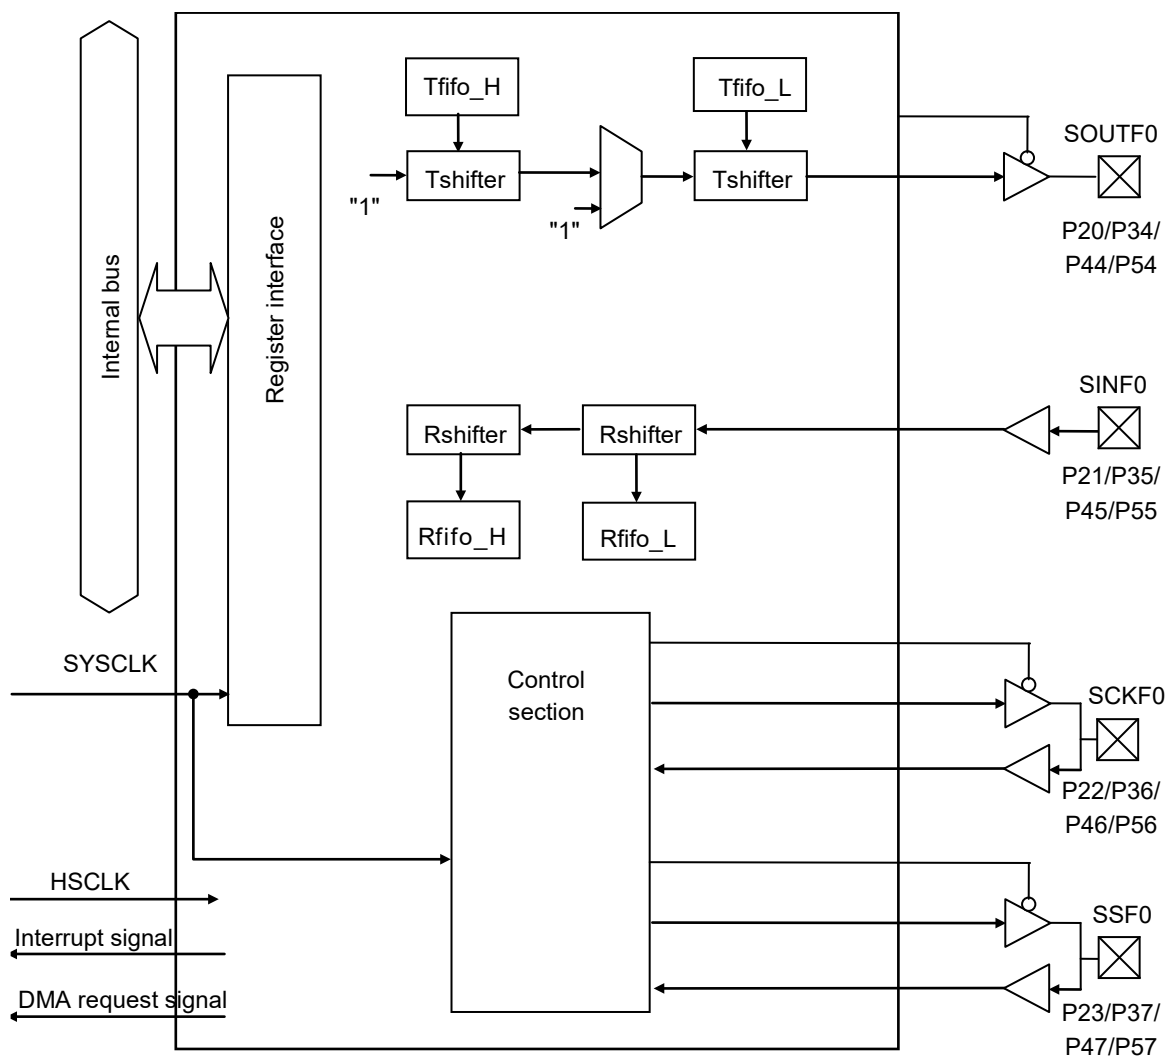 Tfifo_H
Tfifo_L
SOUTF0
Tshifter
Tshifter
"1"
"1"
P20/P34/
P44/P54
Internal bus
Register interface
SINF0
Rshifter
Rshifter
P21/P35/
P45/P55
Rfifo_H
Rfifo_L
SYSCLK
Control
section
SCKF0
P22/P36/
P46/P56
HSCLK
Interrupt signal
SSF0
DMA request signal
P23/P37/
P47/P57